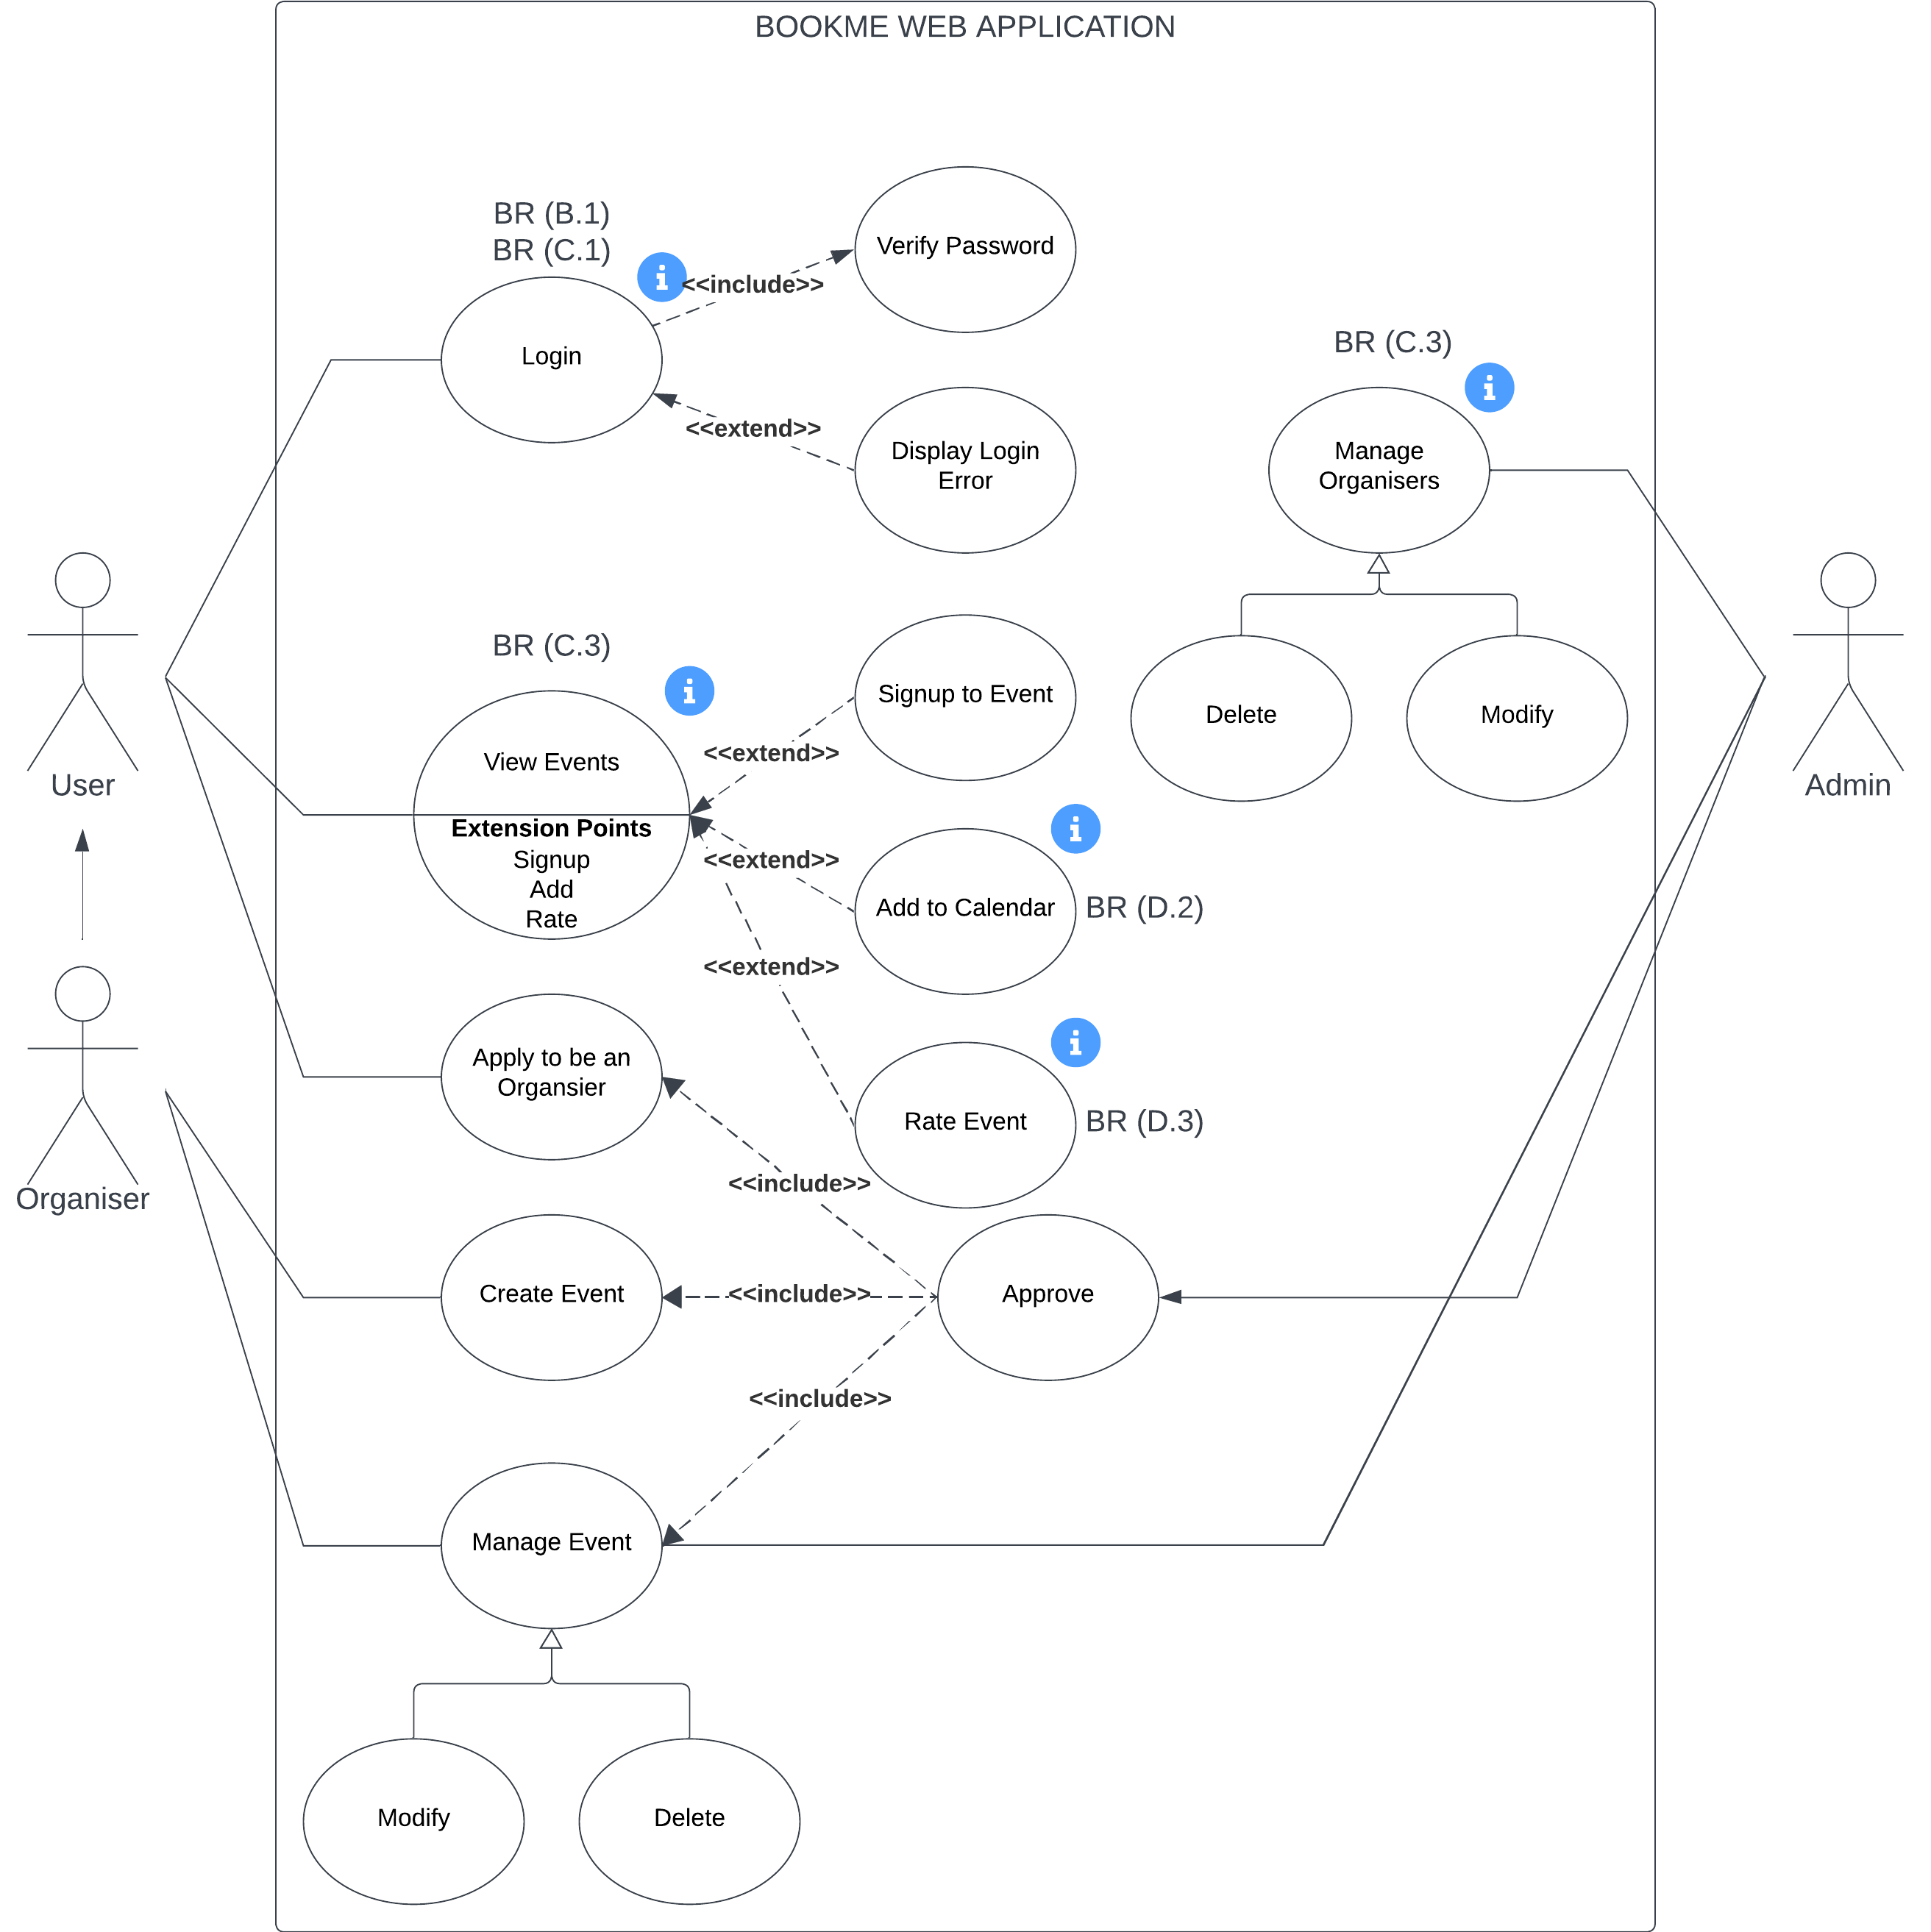 BOOKME WEB APPLICATION
BR (B.1)
BR (C.1)
Login
<<include>>
Verify Password
<<extend>>
Display Login
Error
BR (C.3)
Manage
Organisers
Delete
Modify
User
Admin
BR (C.3)
View Events
Extension Points
Signup
Add
Rate
<<extend>>
Signup to Event
<<extend>>
Add to Calendar
BR (D.2)
<<extend>>
Rate Event
BR (D.3)
Organiser
Apply to be an
Organsier
<<include>>
Create Event
<<include>>
Approve
<<include>>
Manage Event
Modify
Delete